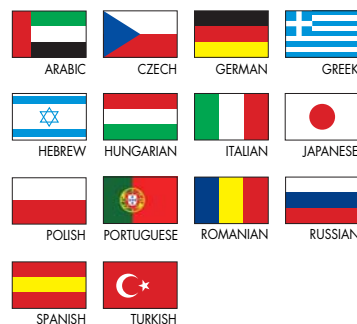 ARABIC CZECH GERMAN GREEK
HEBREW HUNGARIAN ITALIAN JAPANESE
POLISH PORTUGUESE ROMANIAN RUSSIAN
SPANISH TURKISH